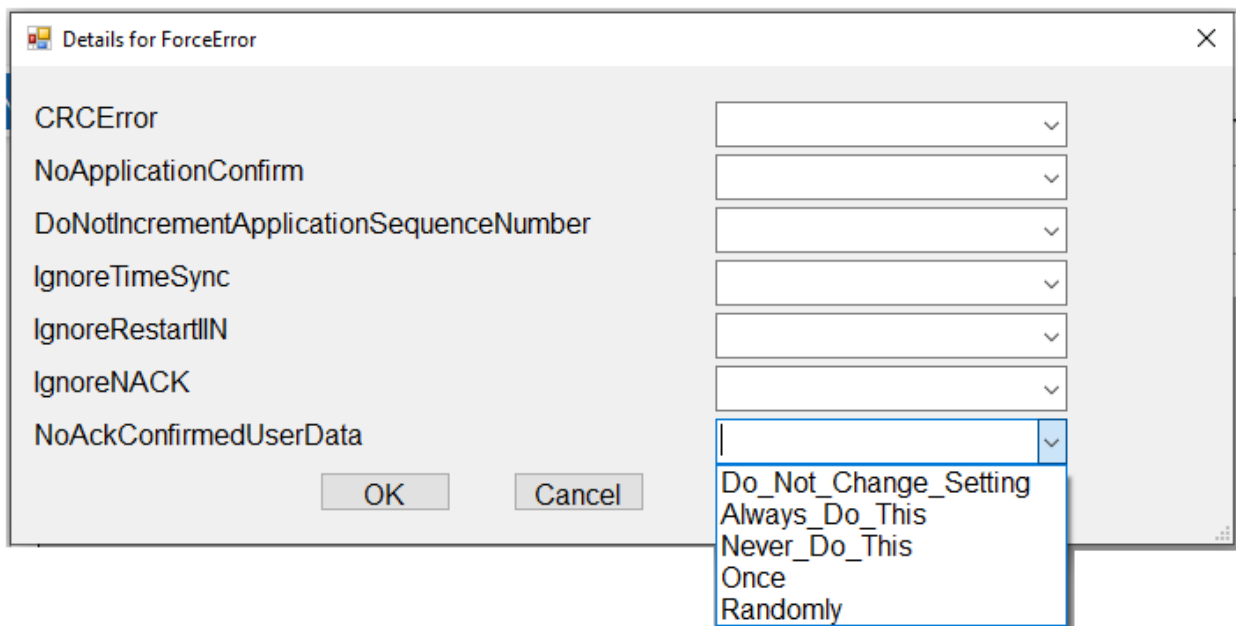 Details for ForceError
CRCError
NoApplicationConfirm
DoNotIncrementApplicationSequenceNumber
IgnoreTimeSync
IgnoreRestartIIN
IgnoreNACK
NoAckConfirmedUserData
OK Cancel
Do_Not_Change_Setting
Always_Do_This
Never_Do_This
Once
Randomly